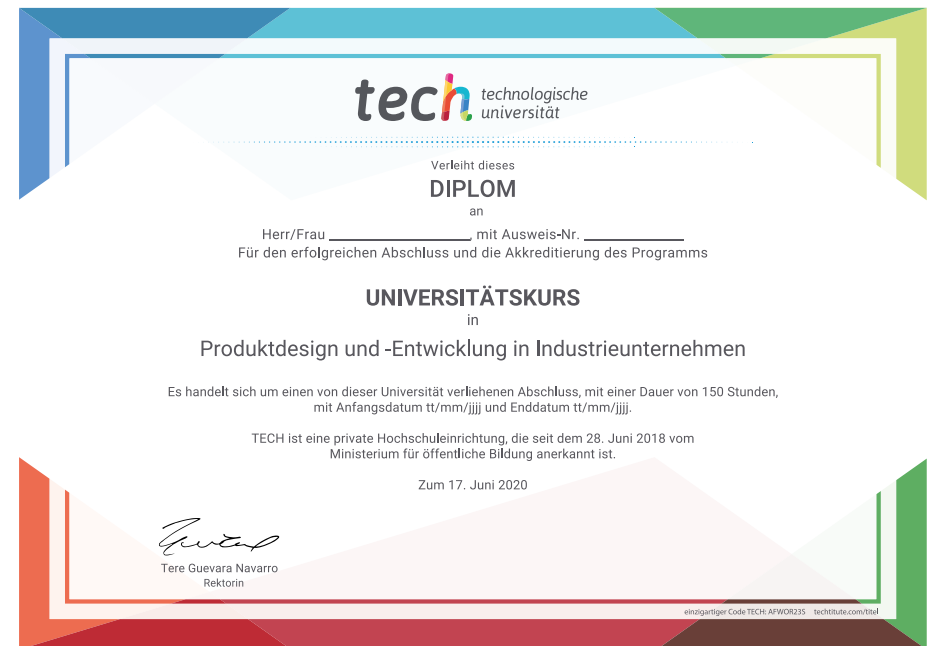 tech technologische
universität
Verleiht dieses
DIPLOM
an
Herr/Frau ____________________, mit Ausweis-Nr. __________________
Für den erfolgreichen Abschluss und die Akkreditierung des Programms
UNIVERSITÄTSKURS
in
Produktdesign und -Entwicklung in Industrieunternehmen
Es handelt sich um einen von dieser Universität verliehenen Abschluss, mit einer Dauer von 150 Stunden,
mit Anfangsdatum tt/mm/jjjj und Enddatum tt/mm/jjjj.
TECH ist eine private Hochschuleinrichtung, die seit dem 28. Juni 2018 vom
Ministerium für öffentliche Bildung anerkannt ist.
Zum 17. Juni 2020
Tere Guevara Navarro
Rektorin
einzigartiger Code TECH: AFWOR23S techtitute.com/titel